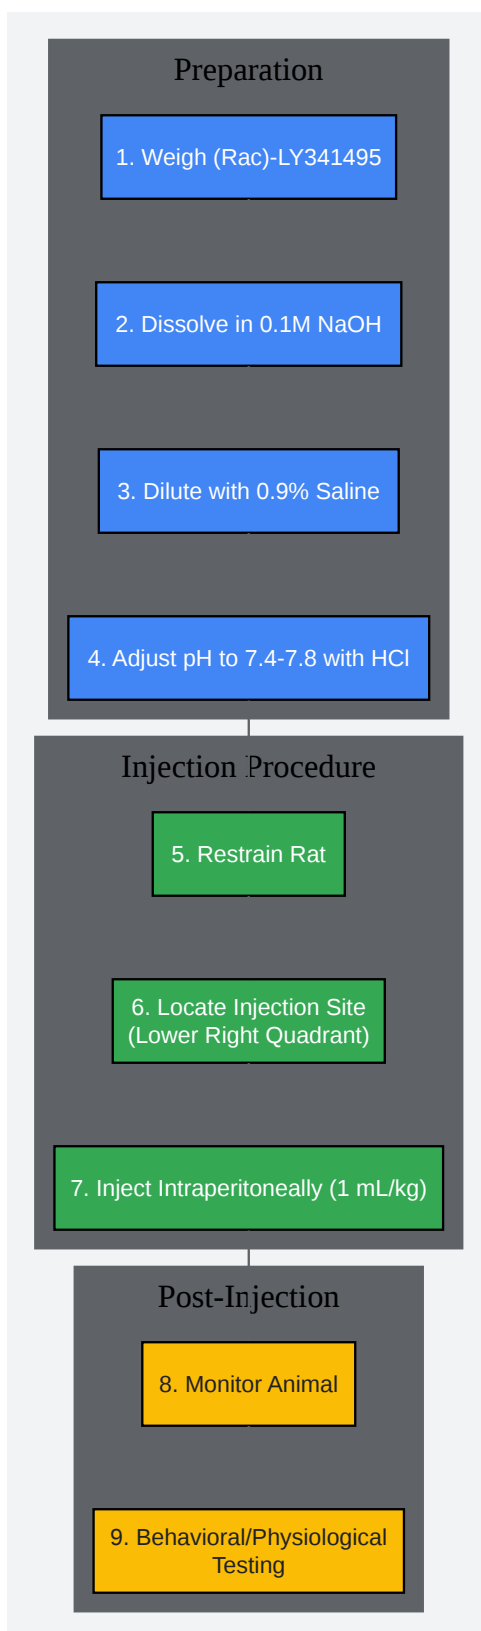 Preparation
1. Weigh (Rac)-LY341495
2. Dissolve in 0.1M NaOH
3. Dilute with 0.9% Saline
4. Adjust pH to 7.4-7.8 with HCl
Injection Procedure
5. Restrain Rat
6. Locate Injection Site
(Lower Right Quadrant)
7. Inject Intraperitoneally (1 mL/kg)
Post-Injection
8. Monitor Animal
9. Behavioral/Physiological
Testing